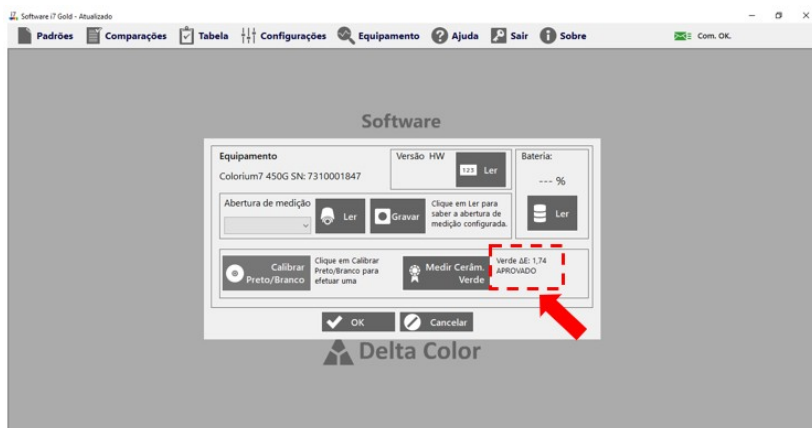 Software i7 Gold - Atualizado
Padrões Comparações Tabela Configurações Equipamento Ajuda Sair Sobre Com. OK.
Software
Equipamento
Colorium7 450G SN: 7310001847
Versão HW
123 Ler
Bateria:
--- %
Ler
Abertura de medição
Ler
Gravar
Clique em Ler para
saber a abertura de
medição configurada.
Calibrar
Preto/Branco
Clique em Calibrar
Preto/Branco para
efetuar uma
Medir Cerâm.
Verde
Verde ΔE: 1,74
APROVADO
OK
Cancelar
Delta Color